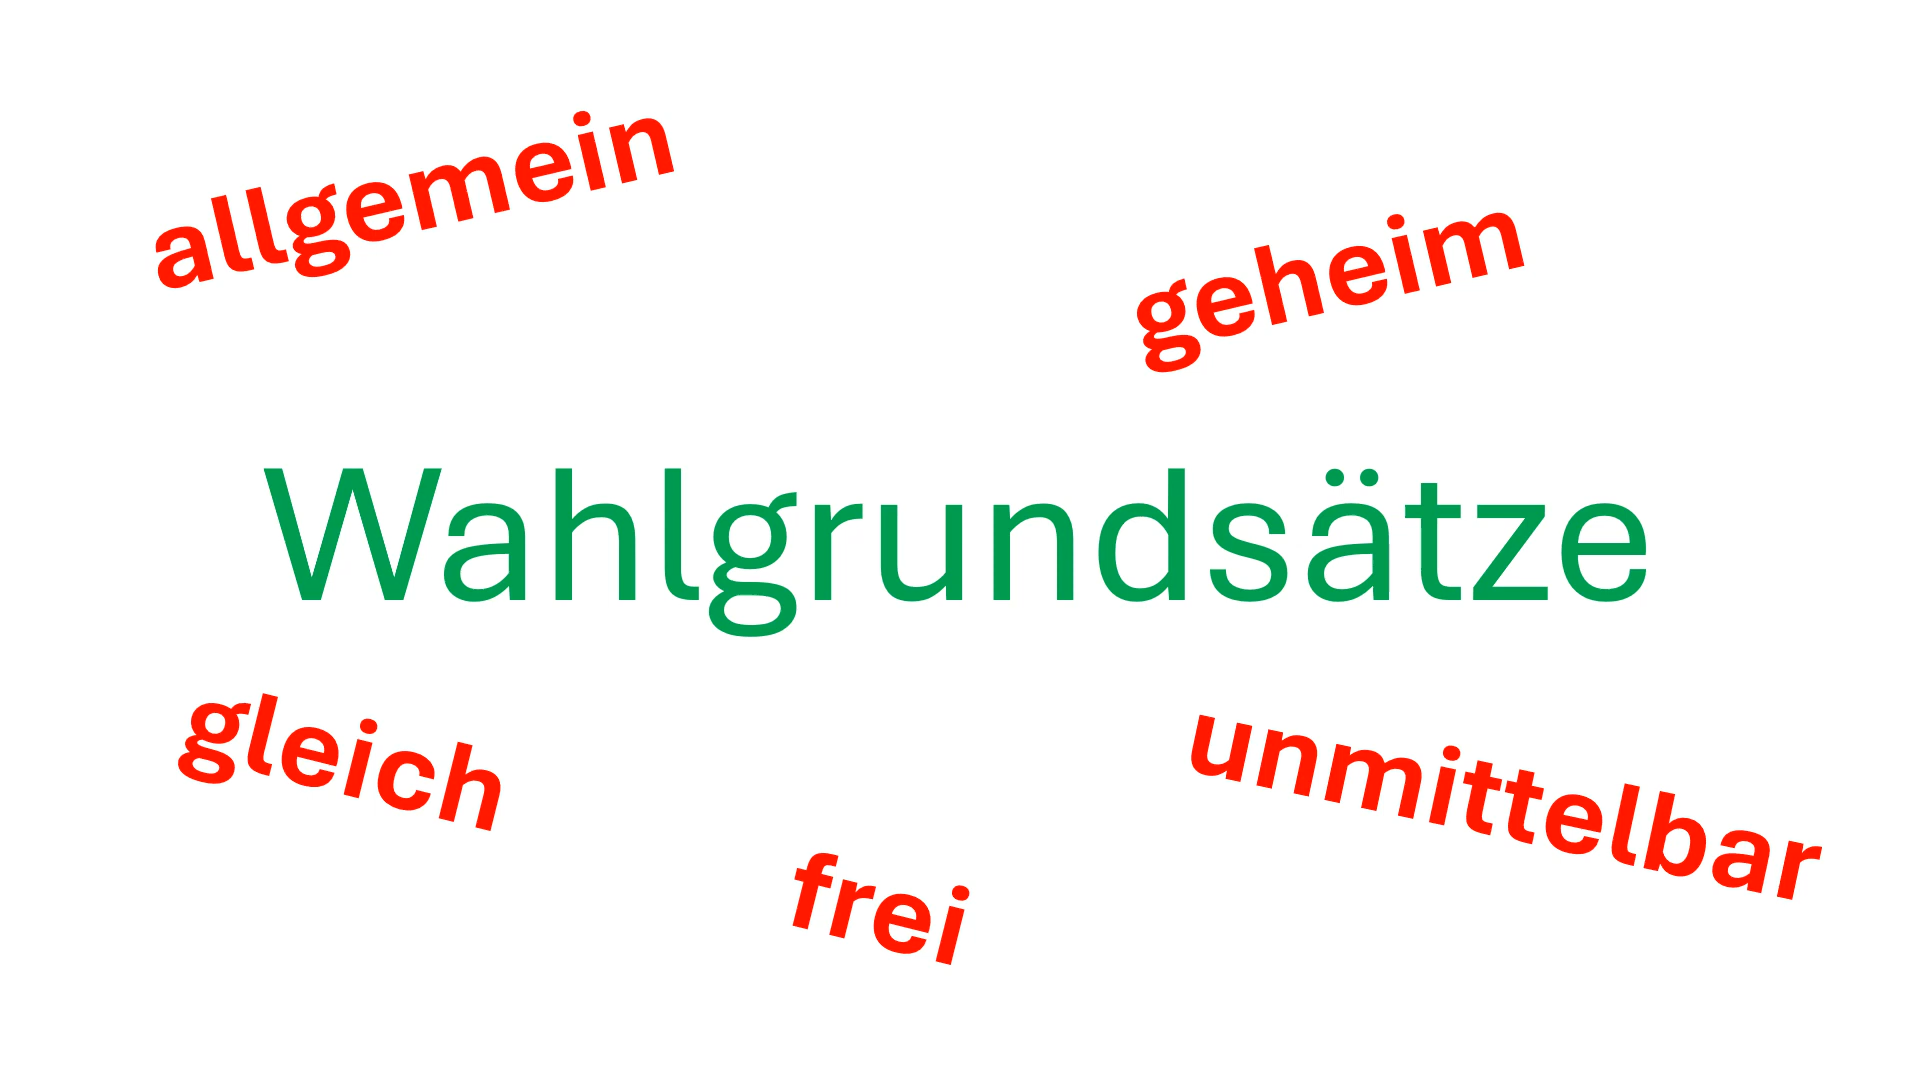 allgemein
geheim
Wahlgrundsätze
gleich
unmittelbar
frei